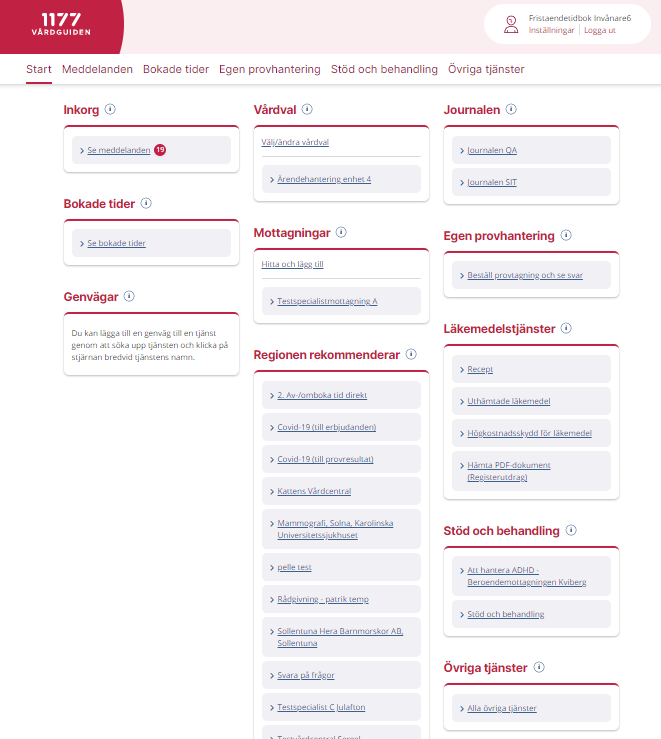 1177
VÅRDGUIDEN
Fristaendetidbok Invånare6
Inställningar | Logga ut
Start Meddelanden Bokade tider Egen provhantering Stöd och behandling Övriga tjänster
Inkorg
Se meddelanden 19
Bokade tider
Se bokade tider
Genvägar
Du kan lägga till en genväg till en tjänst
genom att söka upp tjänsten och klicka på
stjärnan bredvid tjänstens namn.
Vårdval
Välj/ändra vårdval
Ärendehantering enhet 4
Mottagningar
Hitta och lägg till
Testspecialistmottagning A
Regionen rekommenderar
2. Av-/omboka tid direkt
Covid-19 (till erbjudanden)
Covid-19 (till provresultat)
Kattens Vårdcentral
Mammografi, Solna, Karolinska
Universitetssjukhuset
pelle test
Rådgivning - patrik temp
Sollentuna Hera Barnmorskor AB,
Sollentuna
Svara på frågor
Testspecialist C Julafton
Testvårdcentral Sergel
Journalen
Journalen QA
Journalen SIT
Egen provhantering
Beställ provtagning och se svar
Läkemedelstjänster
Recept
Uthämtade läkemedel
Högkostnadsskydd för läkemedel
Hämta PDF-dokument
(Registerutdrag)
Stöd och behandling
Att hantera ADHD -
Beroendemottagningen Kviberg
Stöd och behandling
Övriga tjänster
Alla övriga tjänster